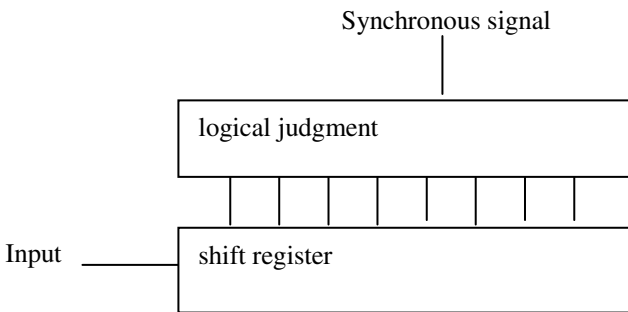 Synchronous signal
logical judgment
Input
shift register